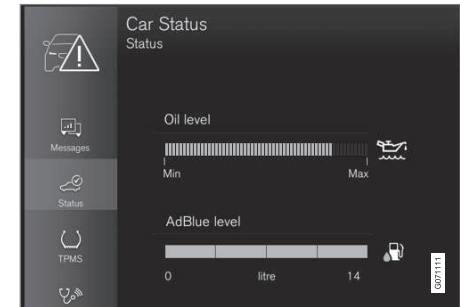 Car Status
Status
Messages
Status
TPMS
Oil level
Min Max
AdBlue level
0 litre 14
G071111